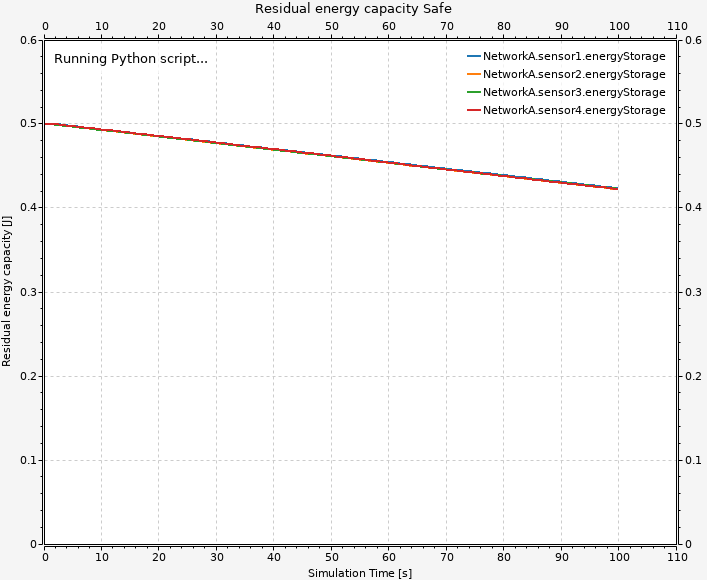 Residual energy capacity Safe
0 10 20 30 40 50 60 70 80 90 100 110
0.6 0.6
Running Python script...
NetworkA.sensor1.energyStorage
NetworkA.sensor2.energyStorage
NetworkA.sensor3.energyStorage
NetworkA.sensor4.energyStorage
0.5 0.5
0.4 0.4
Residual energy capacity [J]
0.3 0.3
0.2 0.2
0.1 0.1
0 0
0 10 20 30 40 50 60 70 80 90 100 110
Simulation Time [s]